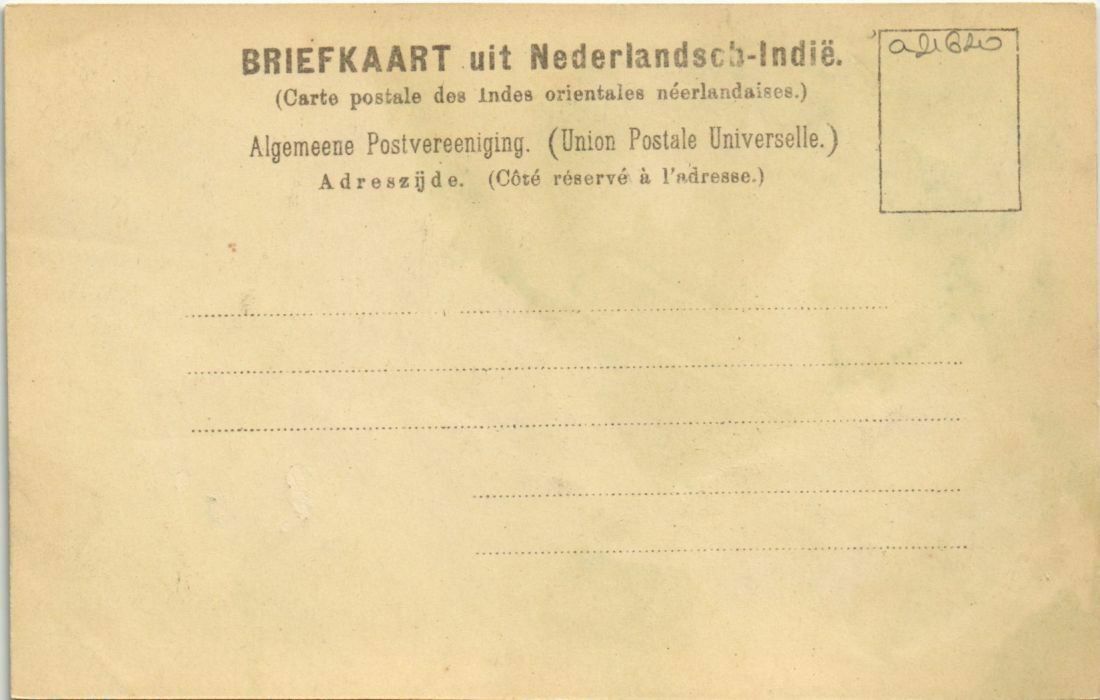 BRIEFKAART uit Nederlandsch-Indië.
(Carte postale des Indes orientales néerlandaises.)
Algemeene Postvereeniging. (Union Postale Universelle.)
Adreszijde. (Côté réservé à l'adresse.)